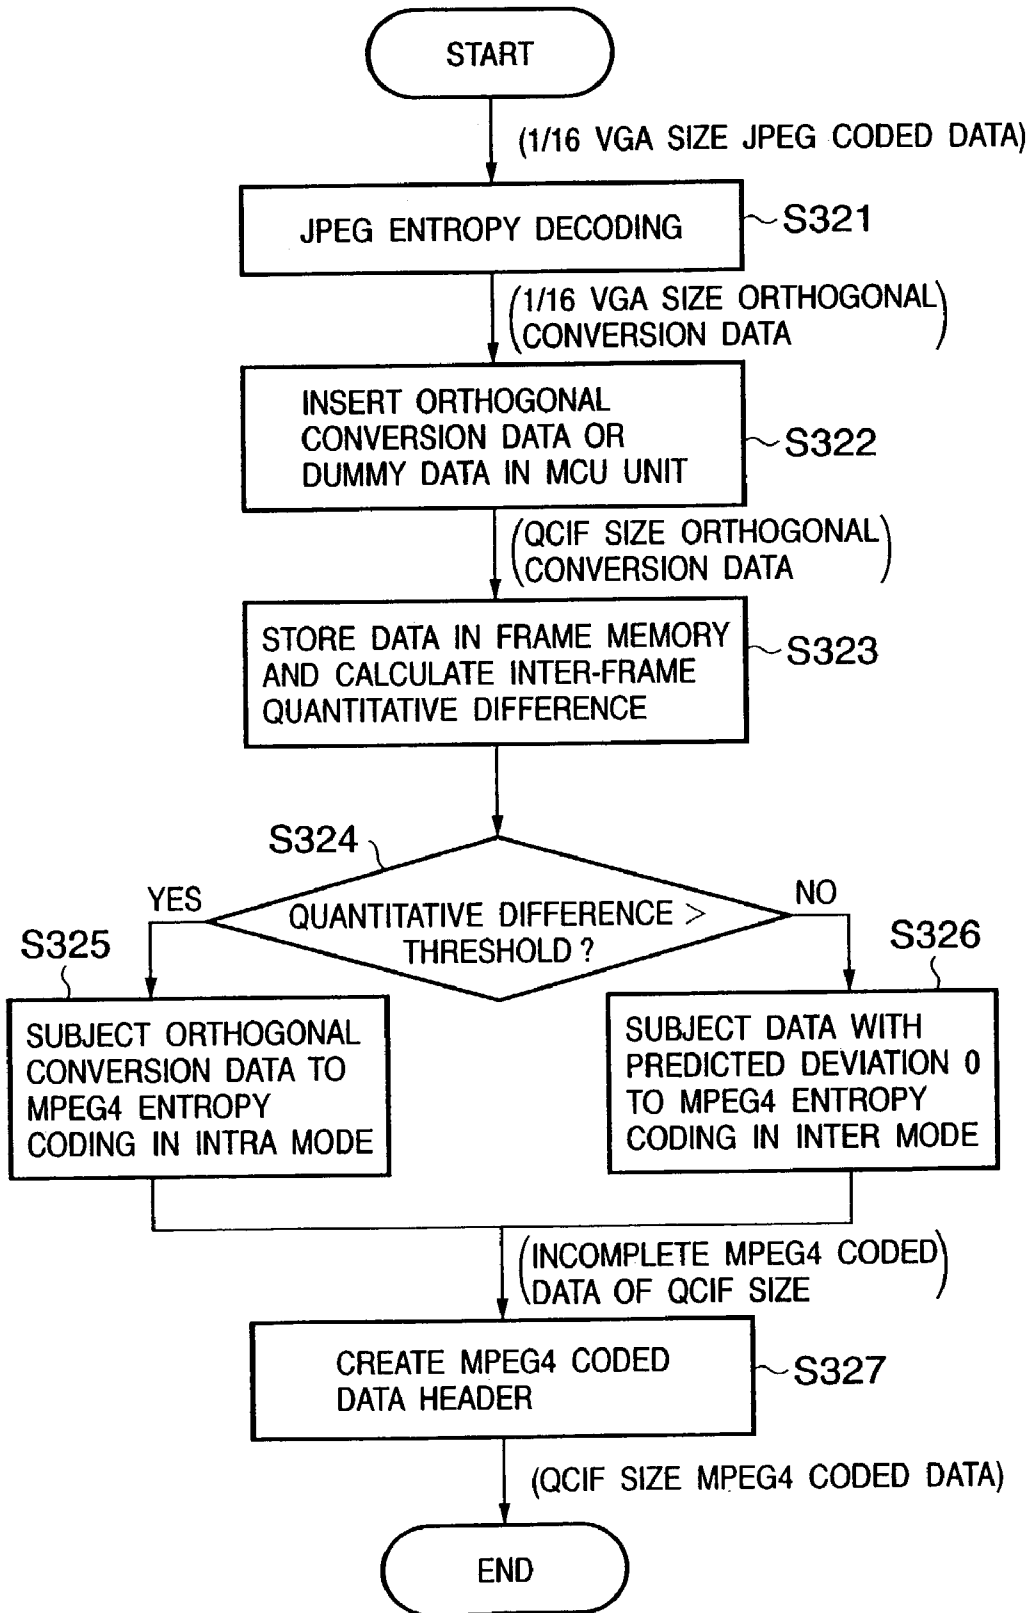 START
(1/16 VGA SIZE JPEG CODED DATA)
JPEG ENTROPY DECODING
S321
(1/16 VGA SIZE ORTHOGONAL
CONVERSION DATA)
INSERT ORTHOGONAL
CONVERSION DATA OR
DUMMY DATA IN MCU UNIT
S322
(QCIF SIZE ORTHOGONAL
CONVERSION DATA)
STORE DATA IN FRAME MEMORY
AND CALCULATE INTER-FRAME
QUANTITATIVE DIFFERENCE
S323
S324
YES
NO
QUANTITATIVE DIFFERENCE >
THRESHOLD ?
S325
SUBJECT ORTHOGONAL
CONVERSION DATA TO
MPEG4 ENTROPY
CODING IN INTRA MODE
S326
SUBJECT DATA WITH
PREDICTED DEVIATION 0
TO MPEG4 ENTROPY
CODING IN INTER MODE
(INCOMPLETE MPEG4 CODED
DATA OF QCIF SIZE)
CREATE MPEG4 CODED
DATA HEADER
S327
(QCIF SIZE MPEG4 CODED DATA)
END